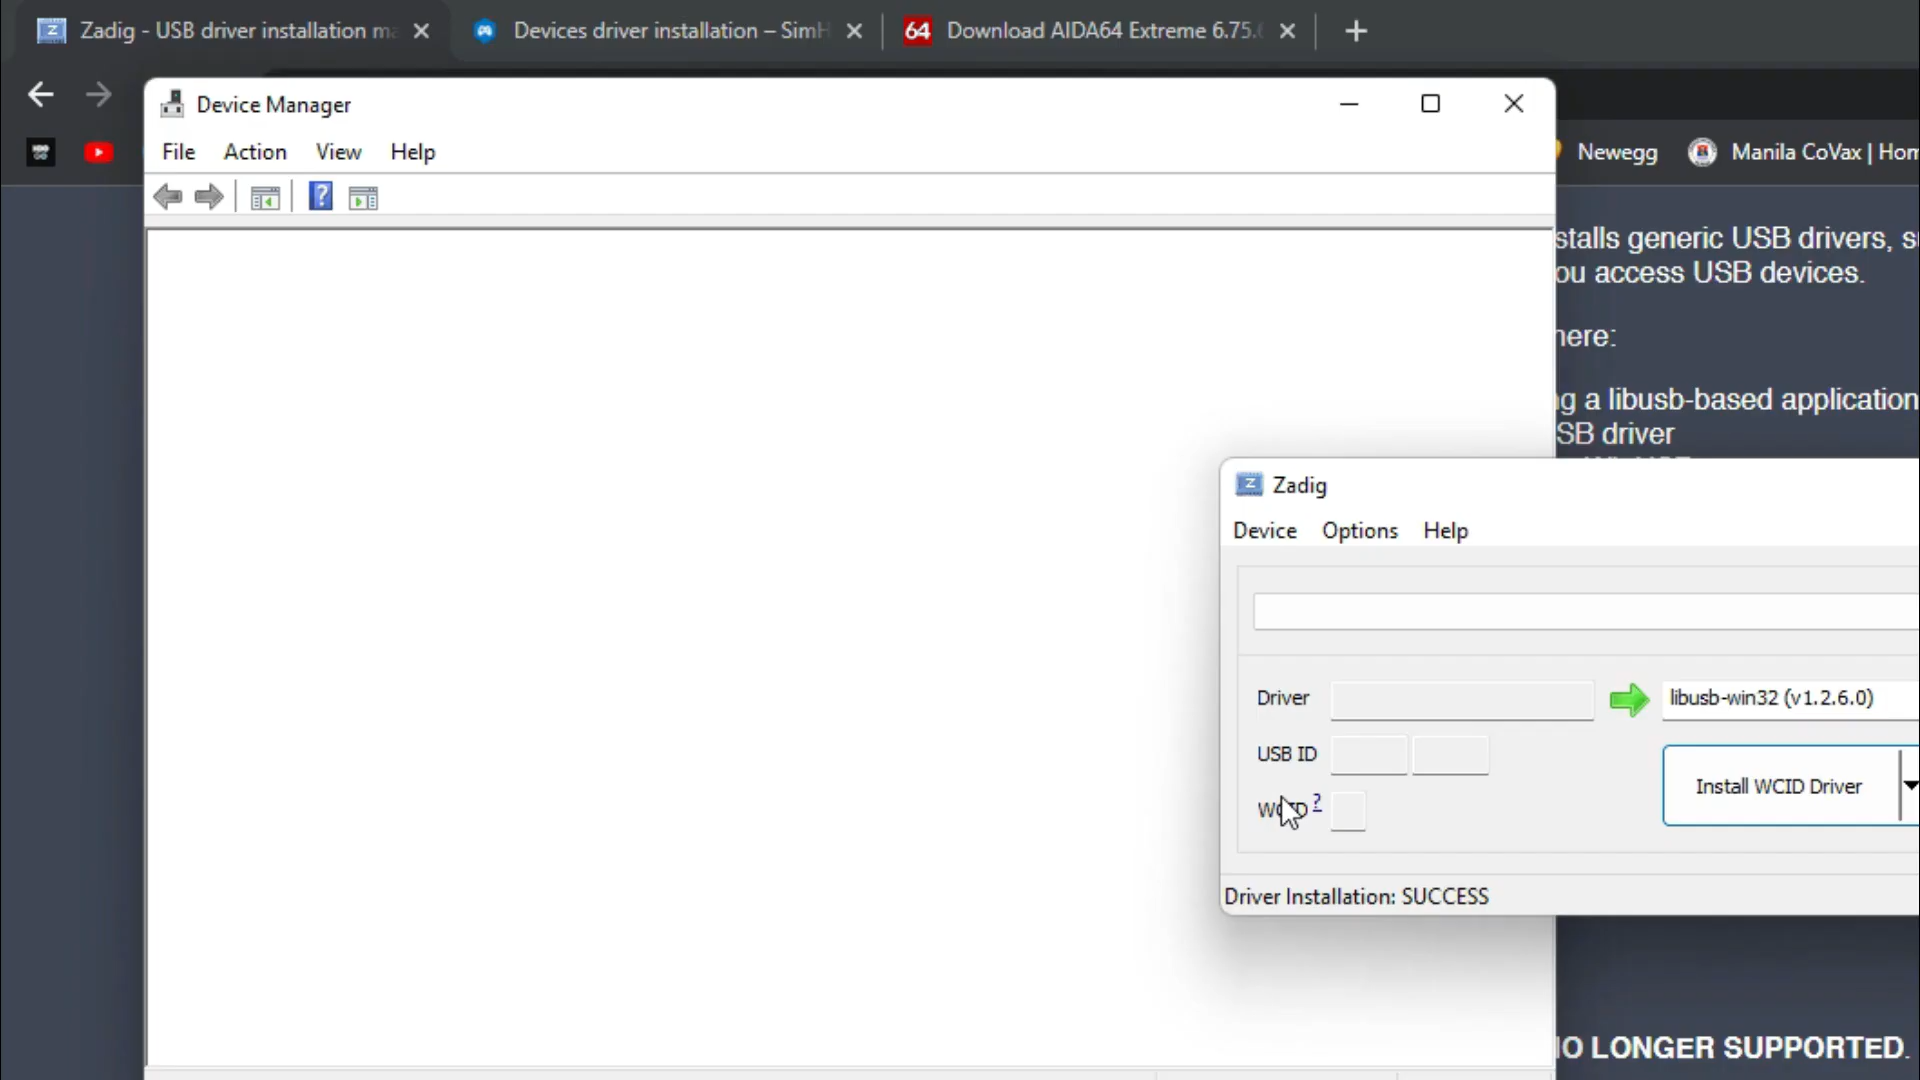 Zadig - USB driver installation ma
Devices driver installation – SimH
64
Download AIDA64 Extreme 6.75.
Device Manager
File Action View Help
Newegg
Manila CoVax | Hom
stalls generic USB drivers, s
ou access USB devices.
here:
g a libusb-based application
SB driver
Z Zadig
Device Options Help
Driver
libusb-win32 (v1.2.6.0)
USB ID
WCID ?
Install WCID Driver
Driver Installation: SUCCESS
O LONGER SUPPORTED.